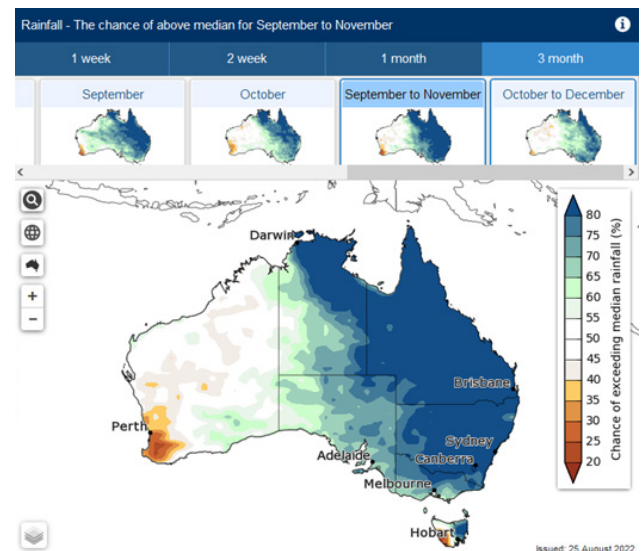 Rainfall - The chance of above median for September to November
1 week
2 week
1 month
3 month
September
October
September to November
October to December
Darwin
Brisbane
Perth
Sydney
Adelaide
Canberra
Melbourne
Hobart
80
75
70
65
60
55
50
45
40
35
30
25
20
Chance of exceeding median rainfall (%)
Issued: 25 August 2022